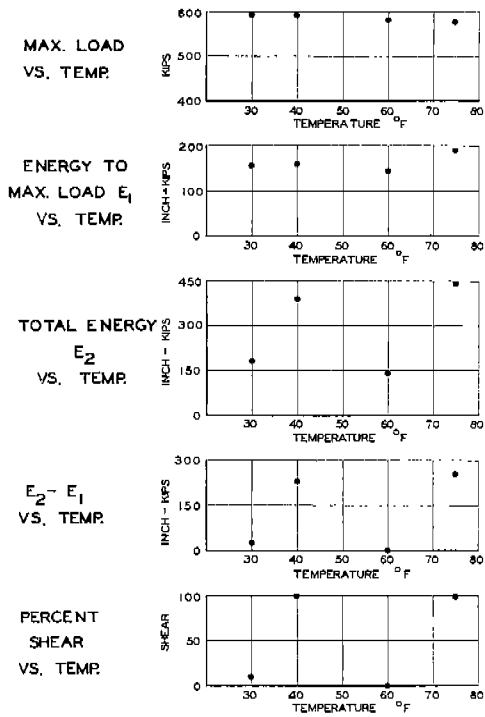 MAX. LOAD
VS. TEMP.
KIPS
600
500
400
30 40 50 60 70 80
TEMPERATURE °F
ENERGY TO
MAX. LOAD E1
VS. TEMP.
INCH-KIPS
200
100
0
30 40 50 60 70 80
TEMPERATURE °F
TOTAL ENERGY
E2
VS. TEMP.
INCH - KIPS
450
300
150
0
30 40 50 60 70 80
TEMPERATURE °F
E2 - E1
VS. TEMP.
INCH - KIPS
300
150
0
30 40 50 60 70 80
TEMPERATURE °F
PERCENT
SHEAR
VS. TEMP.
SHEAR
100
50
0
30 40 50 60 70 80
TEMPERATURE °F